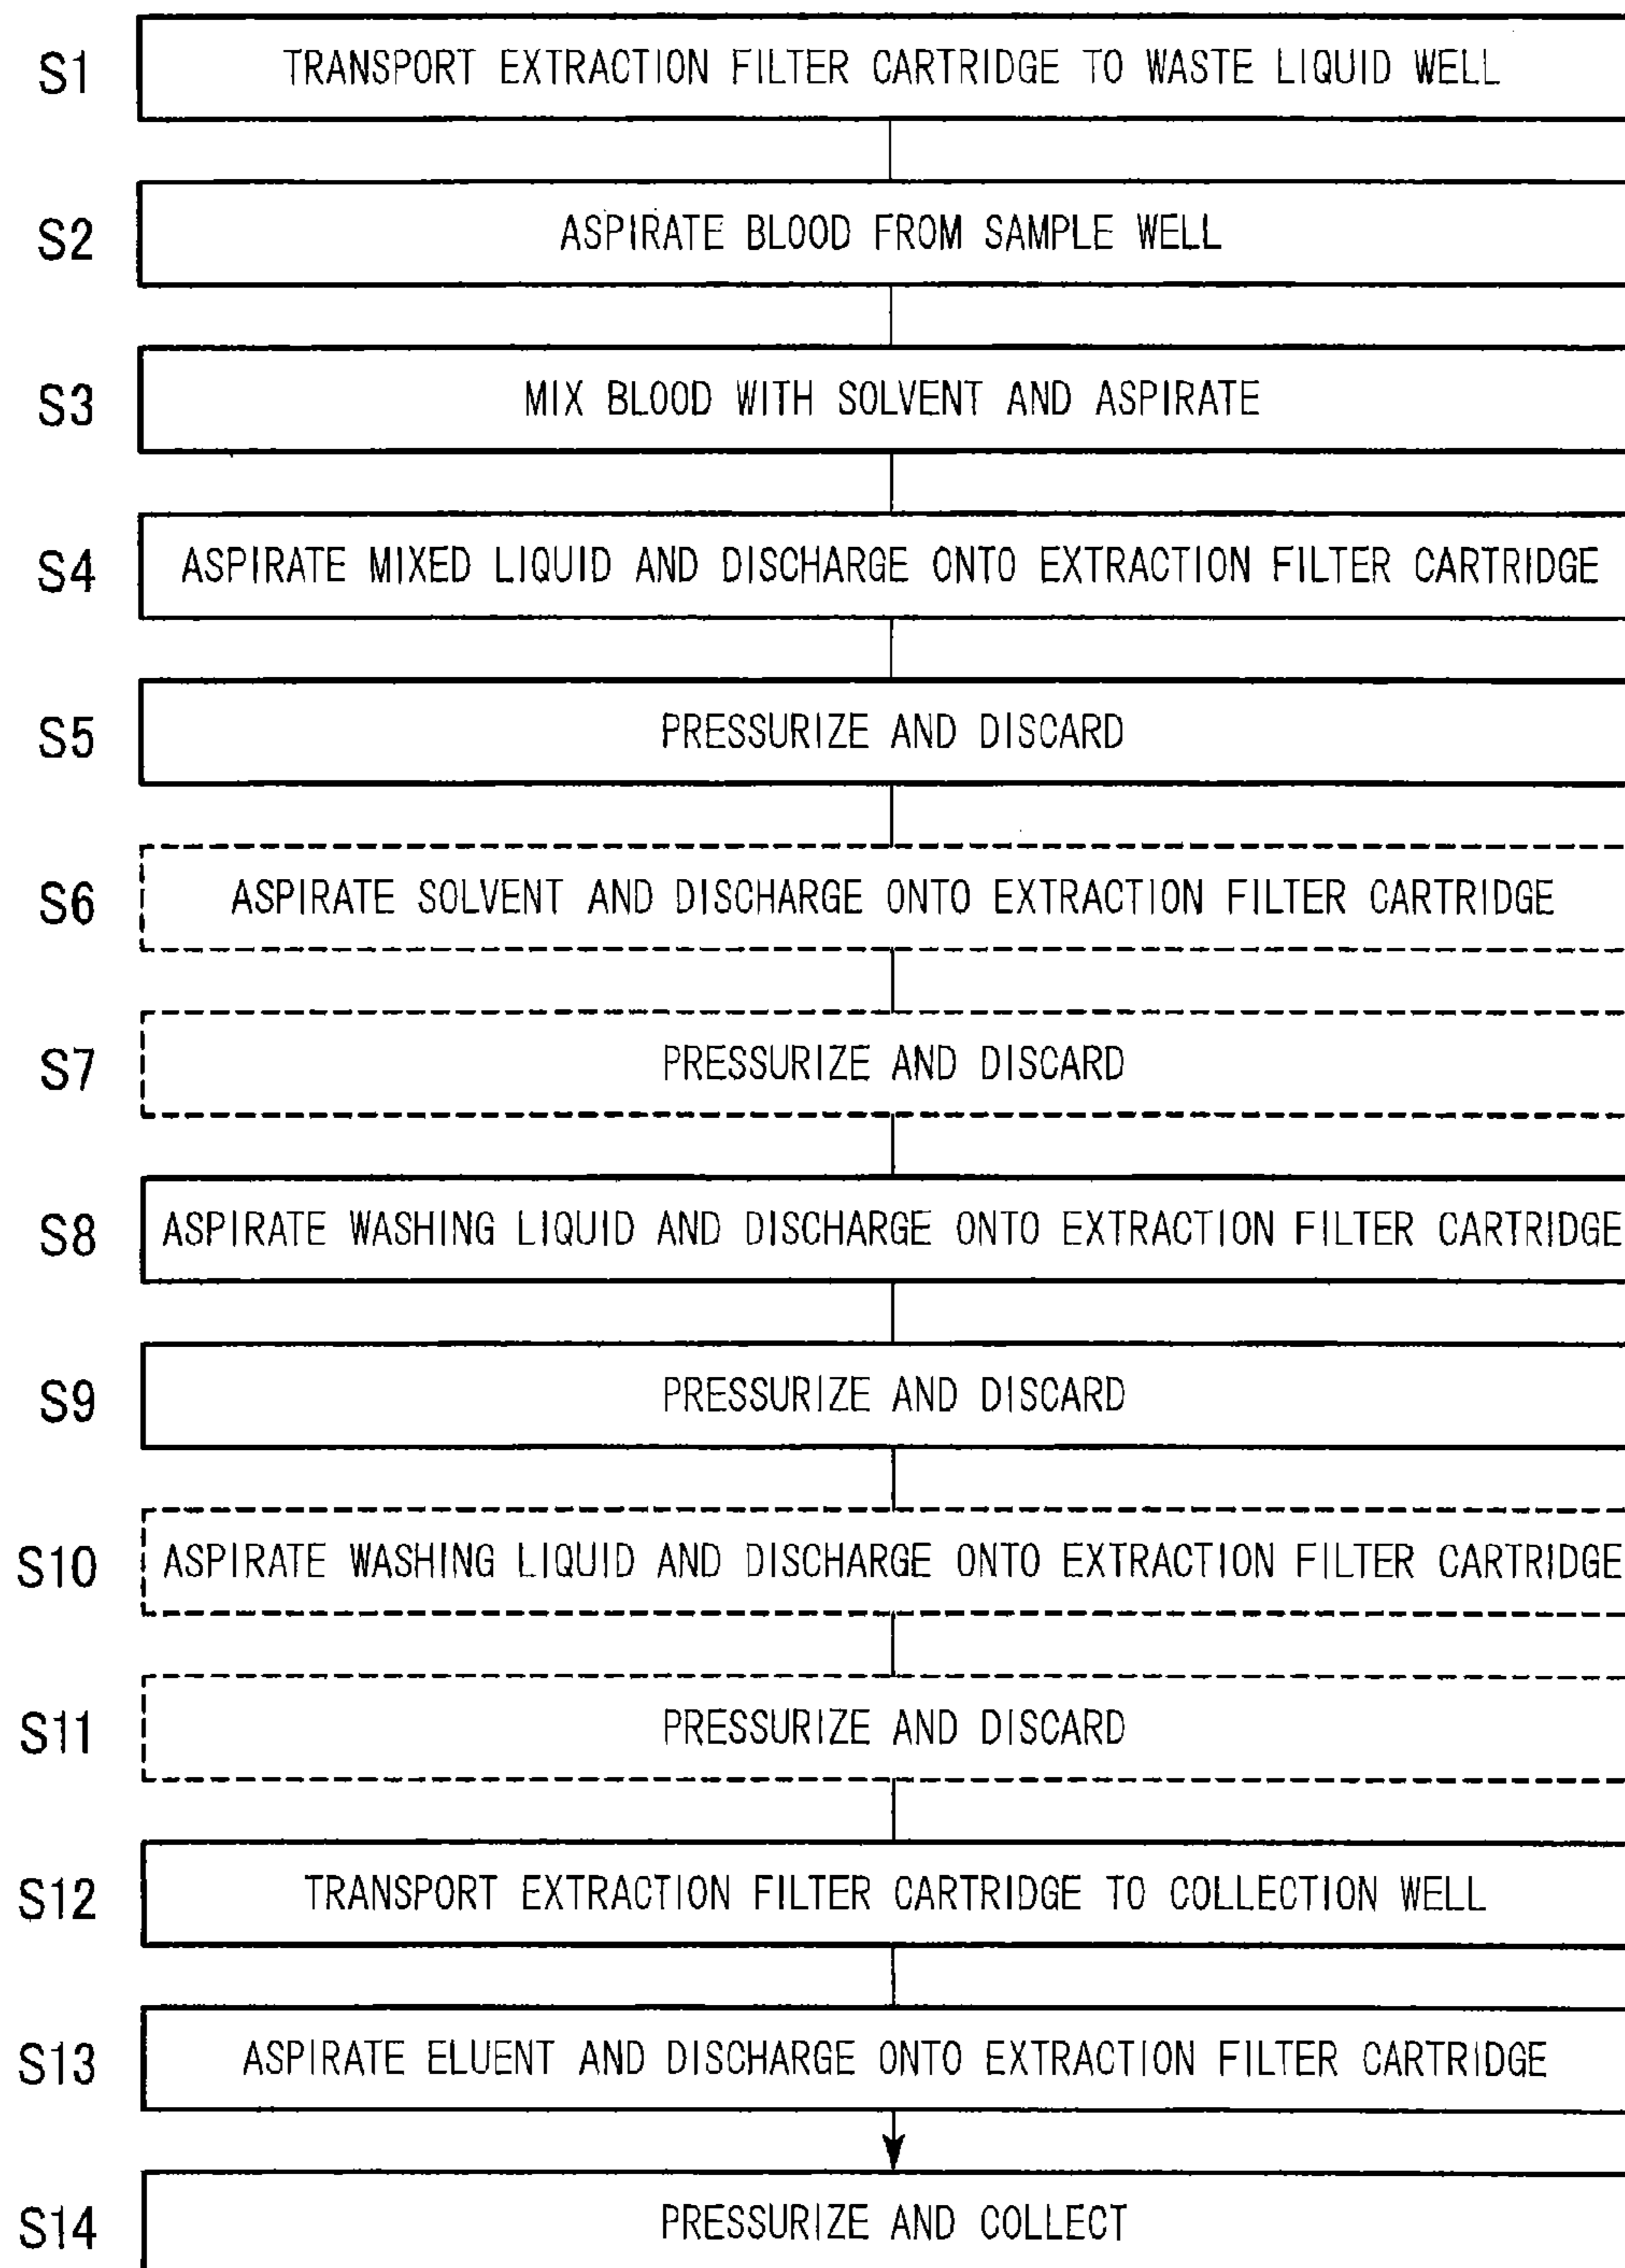 S1 TRANSPORT EXTRACTION FILTER CARTRIDGE TO WASTE LIQUID WELL
S2 ASPIRATE BLOOD FROM SAMPLE WELL
S3 MIX BLOOD WITH SOLVENT AND ASPIRATE
S4 ASPIRATE MIXED LIQUID AND DISCHARGE ONTO EXTRACTION FILTER CARTRIDGE
S5 PRESSURIZE AND DISCARD
S6 ASPIRATE SOLVENT AND DISCHARGE ONTO EXTRACTION FILTER CARTRIDGE
S7 PRESSURIZE AND DISCARD
S8 ASPIRATE WASHING LIQUID AND DISCHARGE ONTO EXTRACTION FILTER CARTRIDGE
S9 PRESSURIZE AND DISCARD
S10 ASPIRATE WASHING LIQUID AND DISCHARGE ONTO EXTRACTION FILTER CARTRIDGE
S11 PRESSURIZE AND DISCARD
S12 TRANSPORT EXTRACTION FILTER CARTRIDGE TO COLLECTION WELL
S13 ASPIRATE ELUENT AND DISCHARGE ONTO EXTRACTION FILTER CARTRIDGE
S14 PRESSURIZE AND COLLECT